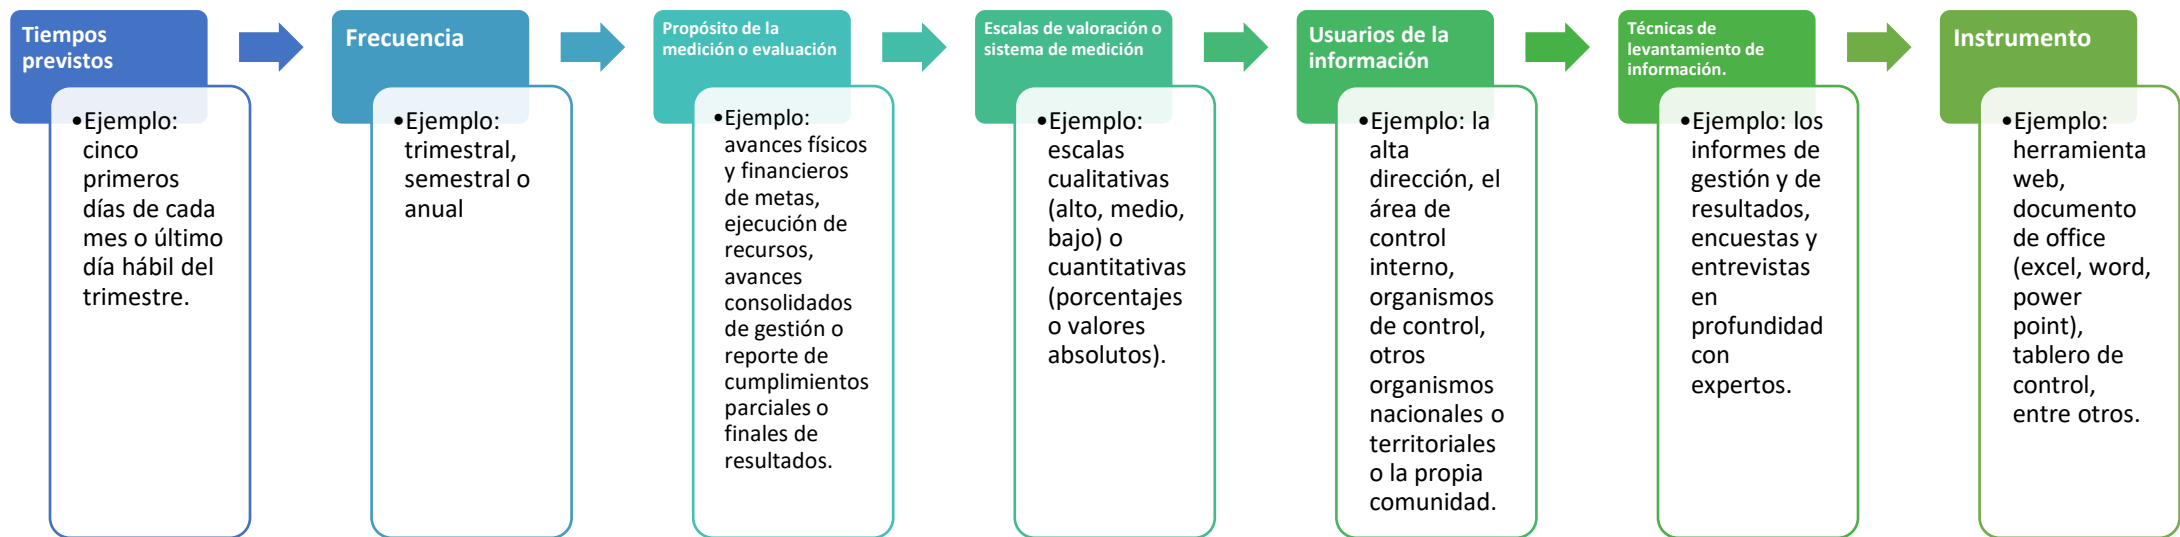 Tiempos
previstos
•Ejemplo:
cinco
primeros
días de cada
mes o último
día hábil del
trimestre.
Frecuencia
•Ejemplo:
trimestral,
semestral o
anual
Propósito de la
medición o evaluación
•Ejemplo:
avances físicos
y financieros
de metas,
ejecución de
recursos,
avances
consolidados
de gestión o
reporte de
cumplimientos
parciales o
finales de
resultados.
Escalas de valoración o
sistema de medición
•Ejemplo:
escalas
cualitativas
(alto, medio,
bajo) o
cuantitativas
(porcentajes
o valores
absolutos).
Usuarios de la
información
•Ejemplo: la
alta
dirección, el
área de
control
interno,
organismos
de control,
otros
organismos
nacionales o
territoriales
o la propia
comunidad.
Técnicas de
levantamiento de
información.
•Ejemplo: los
informes de
gestión y de
resultados,
encuestas y
entrevistas
en
profundidad
con
expertos.
Instrumento
•Ejemplo:
herramienta
web,
documento
de office
(excel, word,
power
point),
tablero de
control,
entre otros.